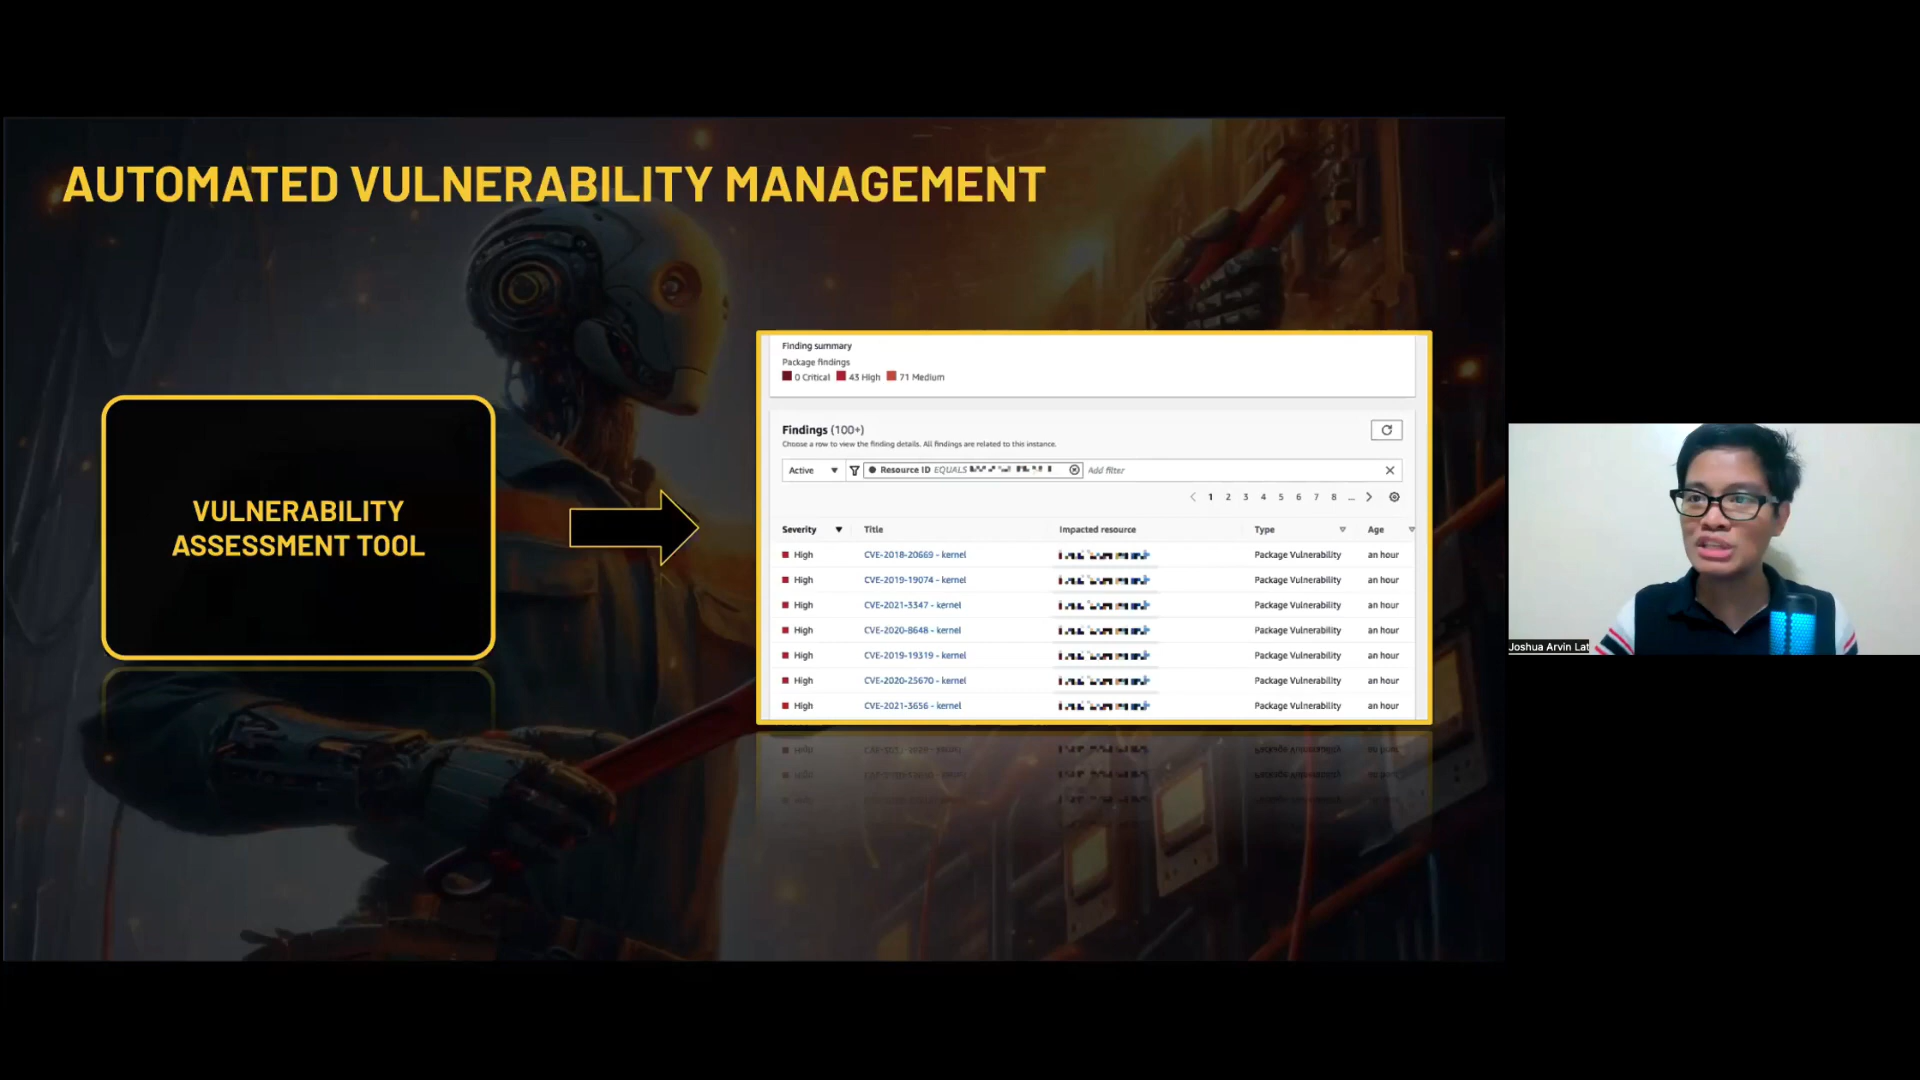 AUTOMATED VULNERABILITY MANAGEMENT
VULNERABILITY
ASSESSMENT TOOL
Finding summary
Package findings
0 Critical 43 High 71 Medium
Findings (100+)
Choose a row to view the finding details. All findings are related to this instance.
Active Resource ID EQUALS Add filter
1 2 3 4 5 6 7 8 ...
Severity Title Impacted resource Type Age
High CVE-2018-20669 - kernel Package Vulnerability an hour
High CVE-2019-19074 - kernel Package Vulnerability an hour
High CVE-2021-3347 - kernel Package Vulnerability an hour
High CVE-2020-8648 - kernel Package Vulnerability an hour
High CVE-2019-19319 - kernel Package Vulnerability an hour
High CVE-2020-25670 - kernel Package Vulnerability an hour
High CVE-2021-3656 - kernel Package Vulnerability an hour
Joshua Arvin Lat